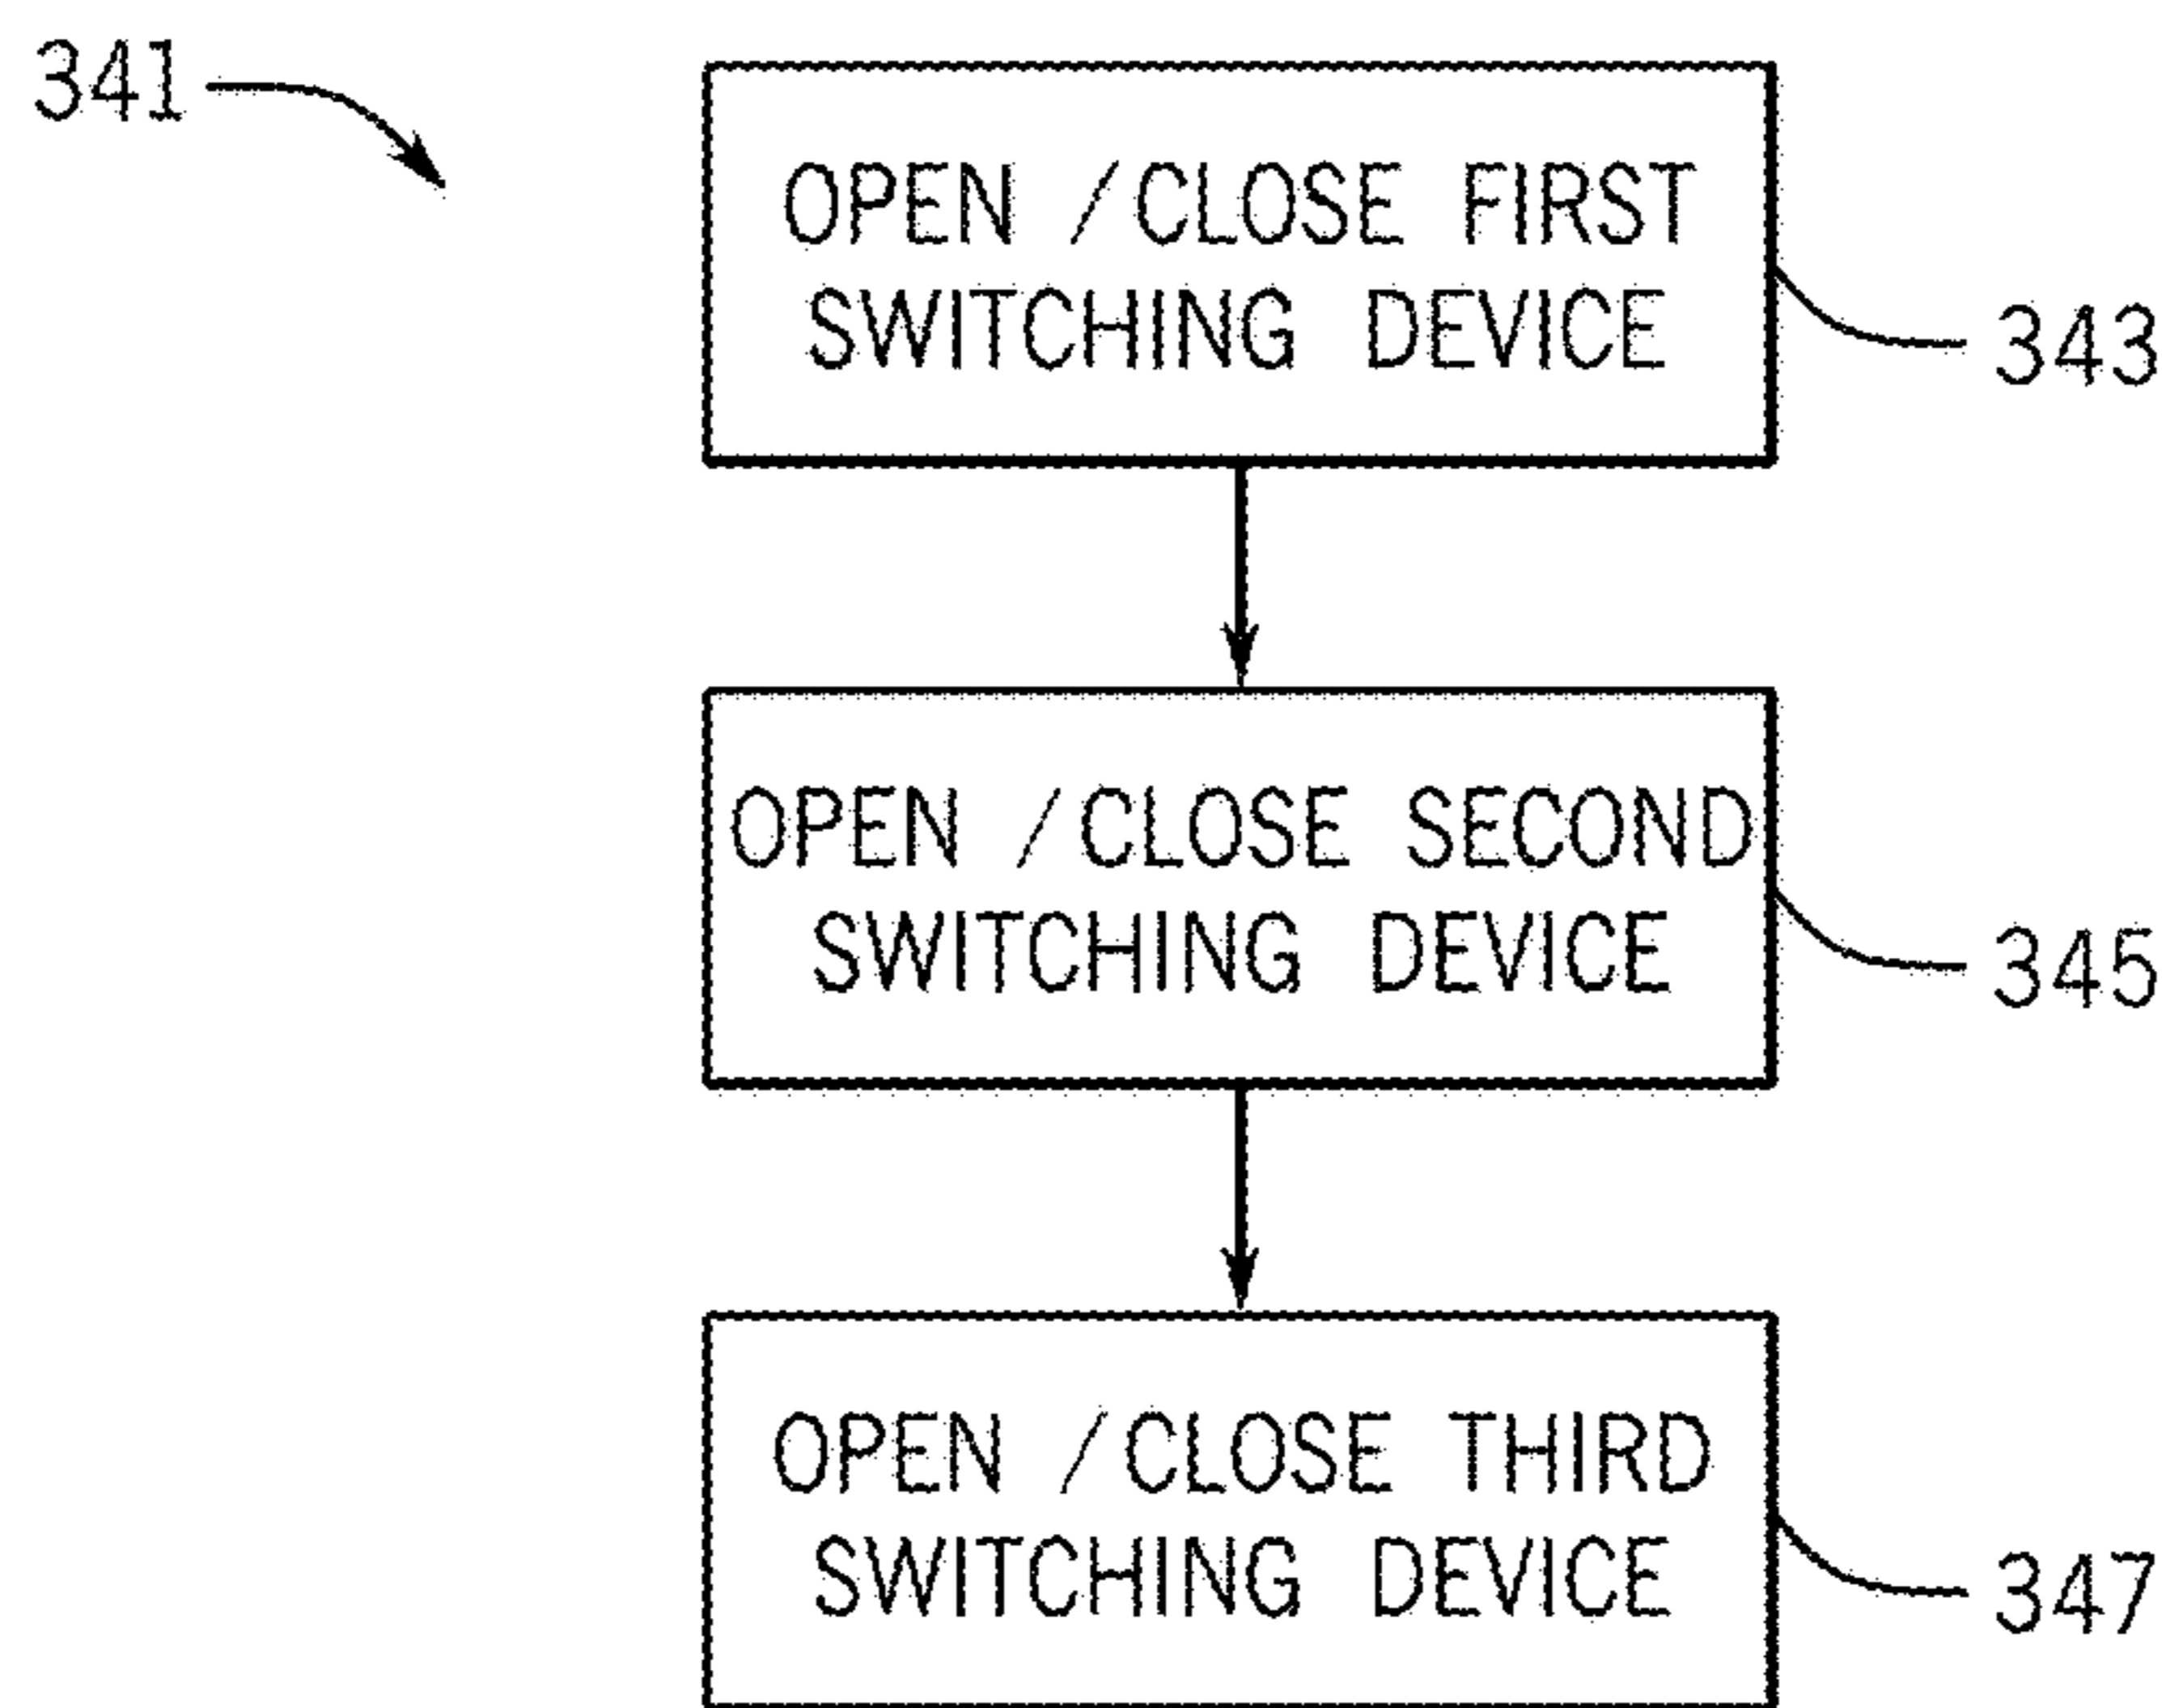 341
OPEN /CLOSE FIRST
SWITCHING DEVICE
343
OPEN /CLOSE SECOND
SWITCHING DEVICE
345
OPEN /CLOSE THIRD
SWITCHING DEVICE
347